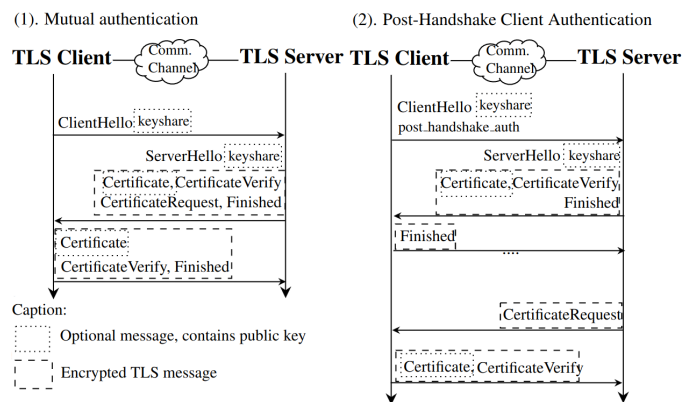 (1). Mutual authentication
TLS Client
Comm.
Channel
TLS Server
ClientHello keyshare
ServerHello keyshare
Certificate, CertificateVerify
CertificateRequest, Finished
Certificate
CertificateVerify, Finished
Caption:
Optional message, contains public key
Encrypted TLS message
(2). Post-Handshake Client Authentication
TLS Client
Comm.
Channel
TLS Server
ClientHello keyshare
post_handshake_auth
ServerHello keyshare
Certificate, CertificateVerify
Finished
Finished
....
CertificateRequest
Certificate, CertificateVerify